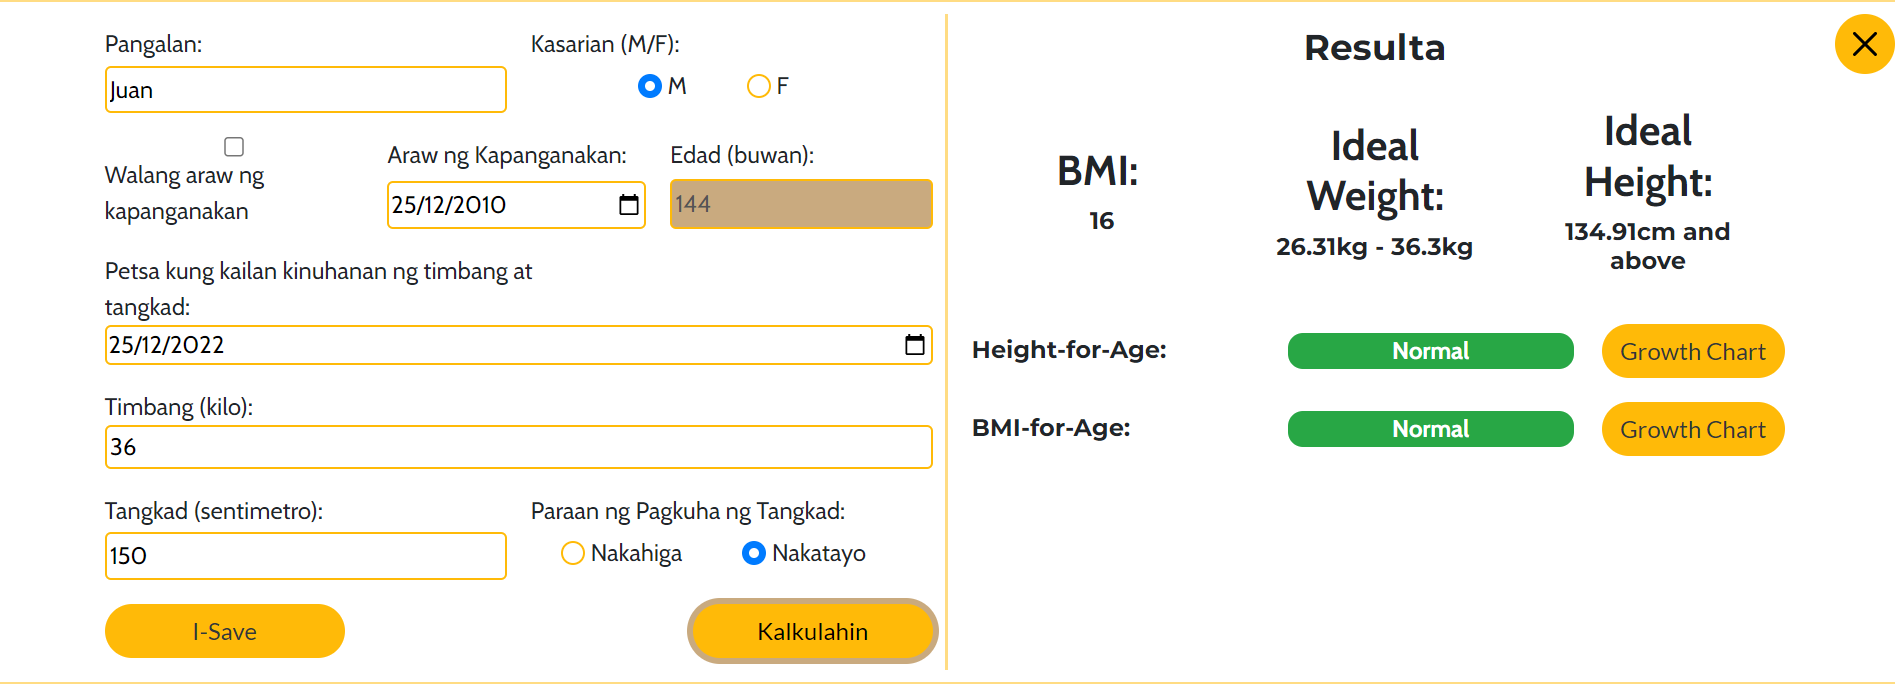 Pangalan:
Juan
Kasarian (M/F):
M
F
Walang araw ng
kapanganakan
Araw ng Kapanganakan:
25/12/2010
Edad (buwan):
144
Petsa kung kailan kinuhanan ng timbang at
tangkad:
25/12/2022
Timbang (kilo):
36
Tangkad (sentimetro):
150
Paraan ng Pagkuha ng Tangkad:
Nakahiga
Nakatayo
I-Save
Kalkulahin
Resulta
BMI:
16
Ideal
Weight:
26.31kg - 36.3kg
Ideal
Height:
134.91cm and
above
Height-for-Age:
Normal
Growth Chart
BMI-for-Age:
Normal
Growth Chart